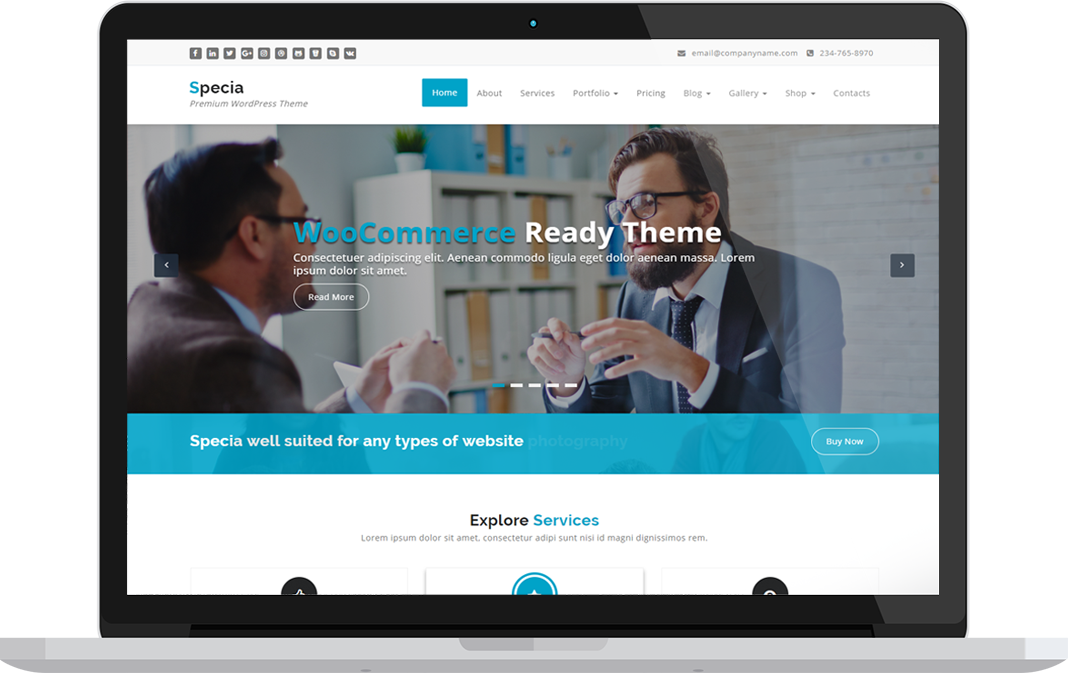 email@companyname.com 234-765-8970
Specia
Premium WordPress Theme
Home About Services Portfolio Pricing Blog Gallery Shop Contacts
WooCommerce Ready Theme
Consectetuer adipiscing elit. Aenean commodo ligula eget dolor aenean massa. Lorem
ipsum dolor sit amet.
Read More
Specia well suited for any types of website photography
Buy Now
Explore Services
Lorem ipsum dolor sit amet, consectetur adipi sunt nisi id magni dignissimos rem.